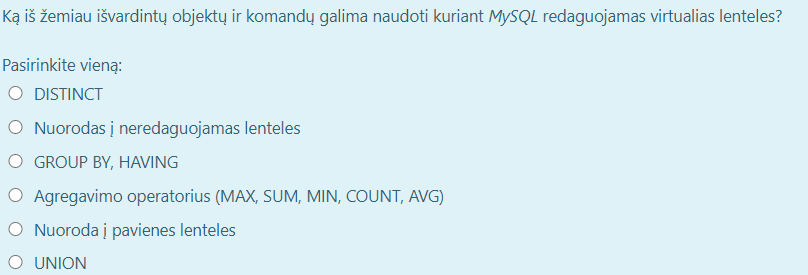 Ką iš žemiau išvardintų objektų ir komandų galima naudoti kuriant MySQL redaguojamas virtualias lenteles?
Pasirinkite vieną:
DISTINCT
Nuorodas į neredaguojamas lenteles
GROUP BY, HAVING
Agregavimo operatorius (MAX, SUM, MIN, COUNT, AVG)
Nuoroda į pavienes lenteles
UNION